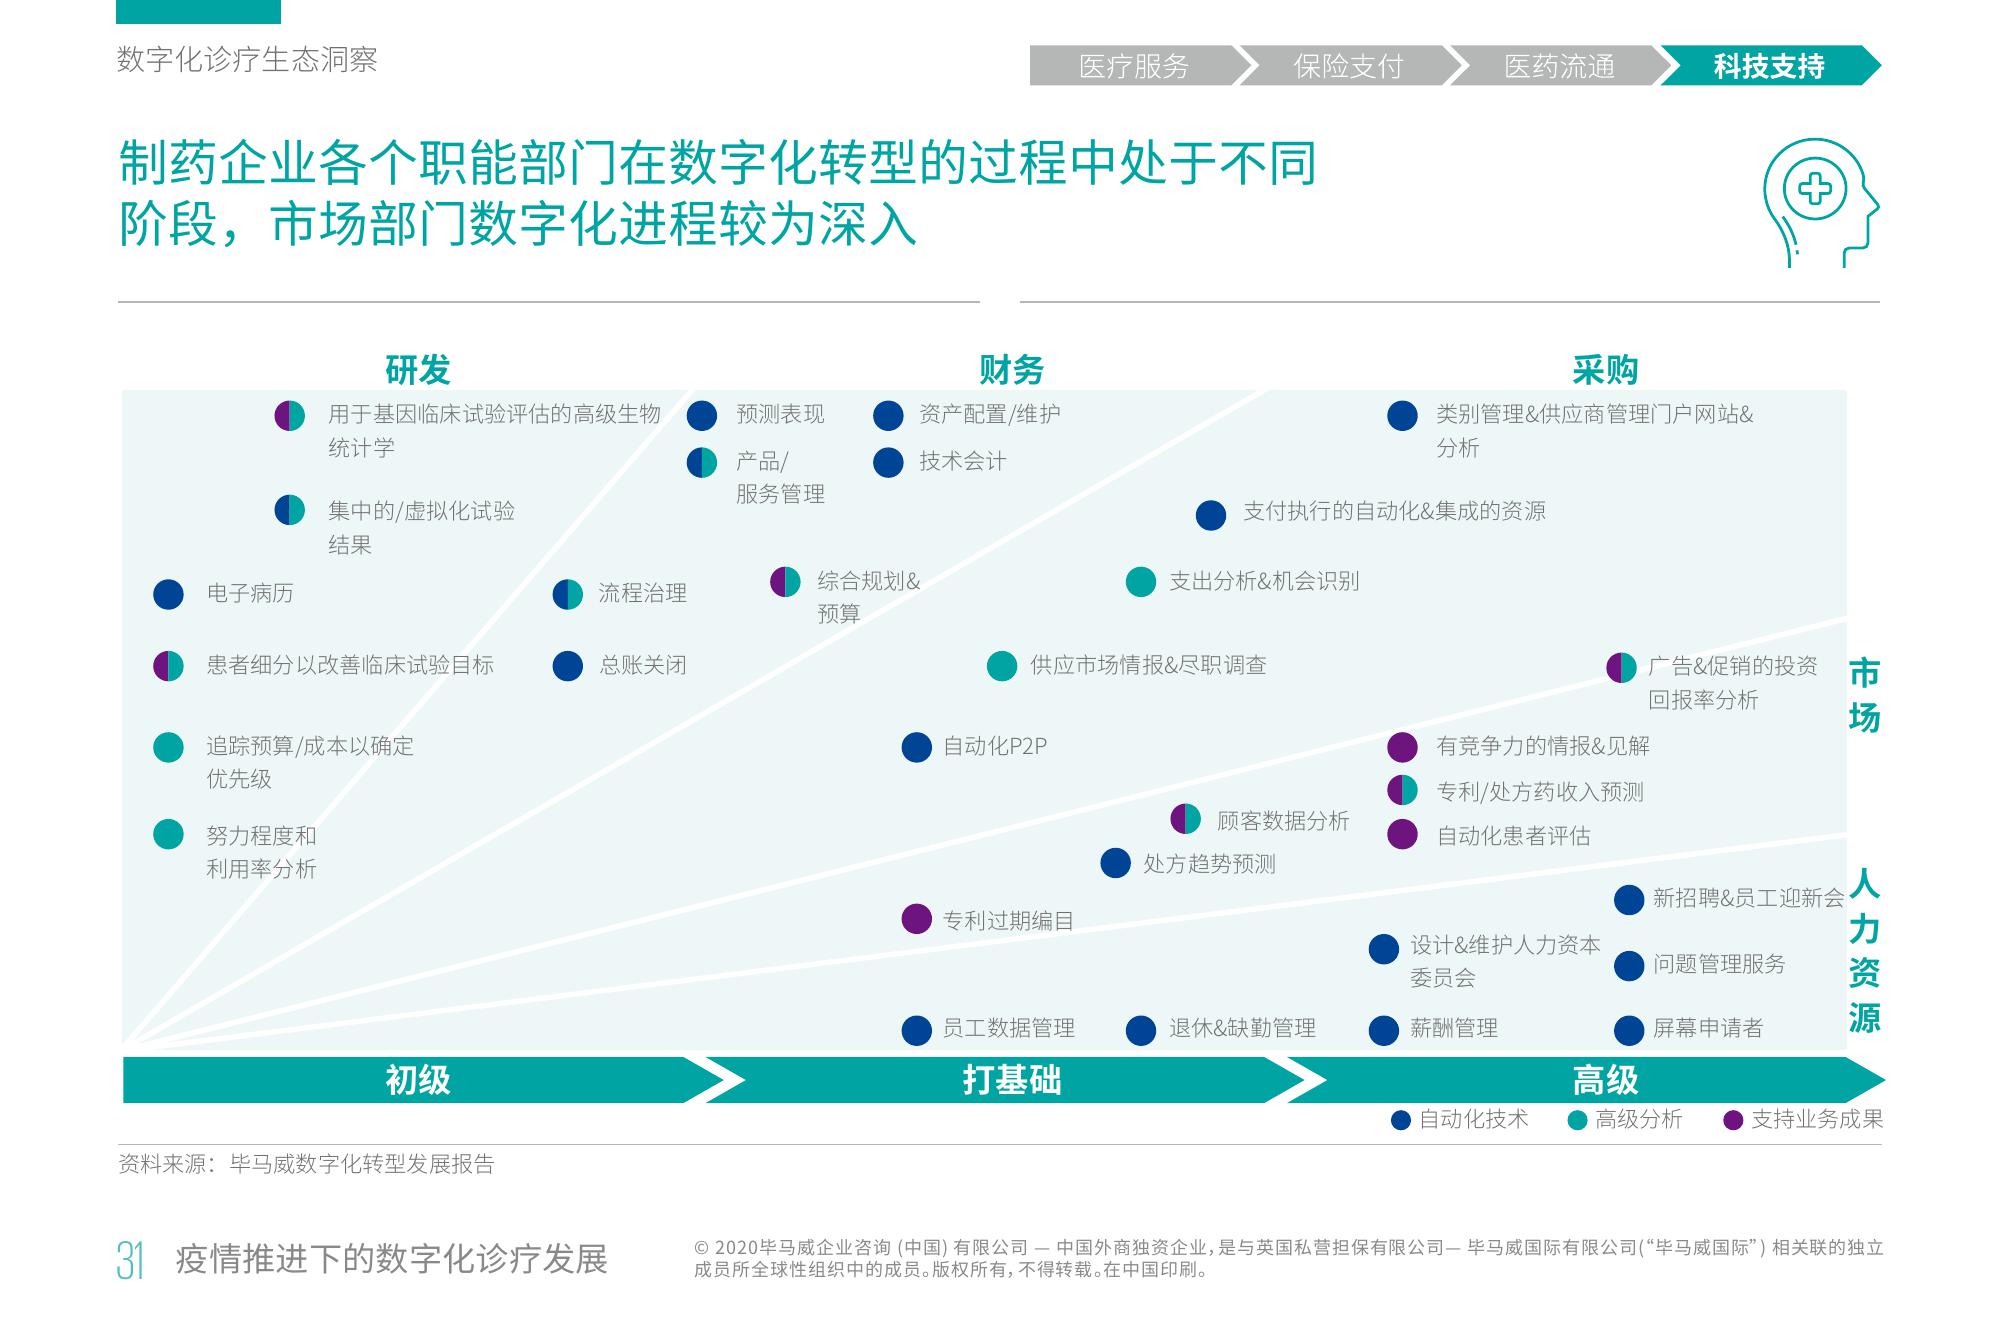 数字化诊疗生态洞察
医疗服务
保险支付
医药流通
科技支持
制药企业各个职能部门在数字化转型的过程中处于不同
阶段，市场部门数字化进程较为深入
研发
财务
采购
用于基因临床试验评估的高级生物
统计学
预测表现
资产配置/维护
类别管理&供应商管理门户网站&
分析
产品/
服务管理
技术会计
集中的/虚拟化试验
结果
支付执行的自动化&集成的资源
电子病历
流程治理
综合规划&
预算
支出分析&机会识别
患者细分以改善临床试验目标
总账关闭
供应市场情报&尽职调查
广告&促销的投资
回报率分析
市
场
追踪预算/成本以确定
优先级
自动化P2P
有竞争力的情报&见解
专利/处方药收入预测
努力程度和
利用率分析
顾客数据分析
自动化患者评估
处方趋势预测
专利过期编目
新招聘&员工迎新会
人
力
资
源
设计&维护人力资本
委员会
问题管理服务
员工数据管理
退休&缺勤管理
薪酬管理
屏幕申请者
初级
打基础
高级
自动化技术
高级分析
支持业务成果
资料来源：毕马威数字化转型发展报告
31
疫情推进下的数字化诊疗发展
© 2020毕马威企业咨询 (中国) 有限公司 — 中国外商独资企业，是与英国私营担保有限公司— 毕马威国际有限公司(“毕马威国际”) 相关联的独立
成员所全球性组织中的成员。版权所有，不得转载。在中国印刷。